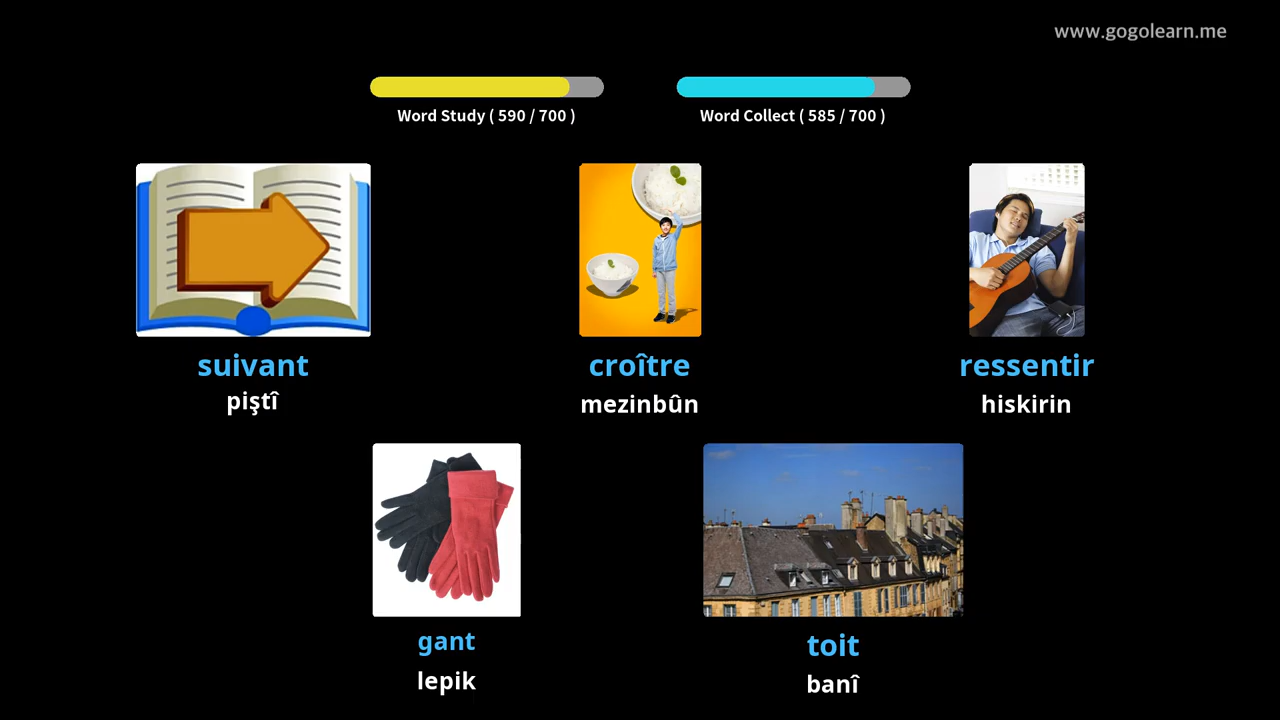 www.gogolearn.me
Word Study ( 590 / 700 )
Word Collect ( 585 / 700 )
suivant
piştî
croître
mezinbûn
ressentir
hiskirin
gant
lepik
toit
banî